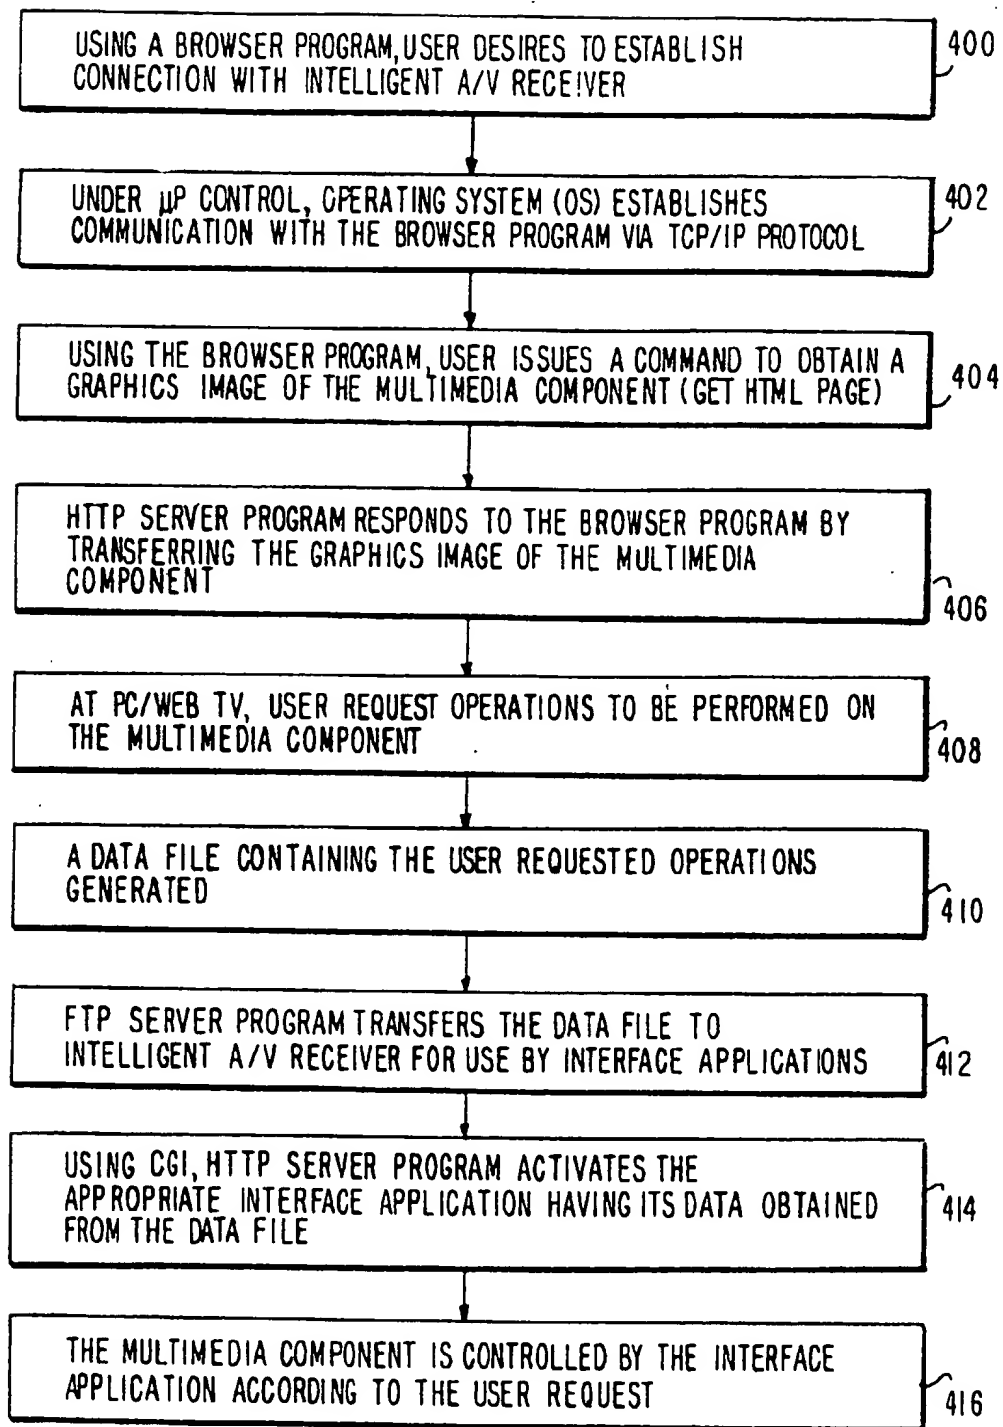 USING A BROWSER PROGRAM, USER DESIRES TO ESTABLISH
CONNECTION WITH INTELLIGENT A/V RECEIVER
400
UNDER µP CONTROL, OPERATING SYSTEM (OS) ESTABLISHES
COMMUNICATION WITH THE BROWSER PROGRAM VIA TCP/IP PROTOCOL
402
USING THE BROWSER PROGRAM, USER ISSUES A COMMAND TO OBTAIN A
GRAPHICS IMAGE OF THE MULTIMEDIA COMPONENT (GET HTML PAGE)
404
HTTP SERVER PROGRAM RESPONDS TO THE BROWSER PROGRAM BY
TRANSFERRING THE GRAPHICS IMAGE OF THE MULTIMEDIA
COMPONENT
406
AT PC/WEB TV, USER REQUEST OPERATIONS TO BE PERFORMED ON
THE MULTIMEDIA COMPONENT
408
A DATA FILE CONTAINING THE USER REQUESTED OPERATIONS
GENERATED
410
FTP SERVER PROGRAM TRANSFERS THE DATA FILE TO
INTELLIGENT A/V RECEIVER FOR USE BY INTERFACE APPLICATIONS
412
USING CGI, HTTP SERVER PROGRAM ACTIVATES THE
APPROPRIATE INTERFACE APPLICATION HAVING ITS DATA OBTAINED
FROM THE DATA FILE
414
THE MULTIMEDIA COMPONENT IS CONTROLLED BY THE INTERFACE
APPLICATION ACCORDING TO THE USER REQUEST
416